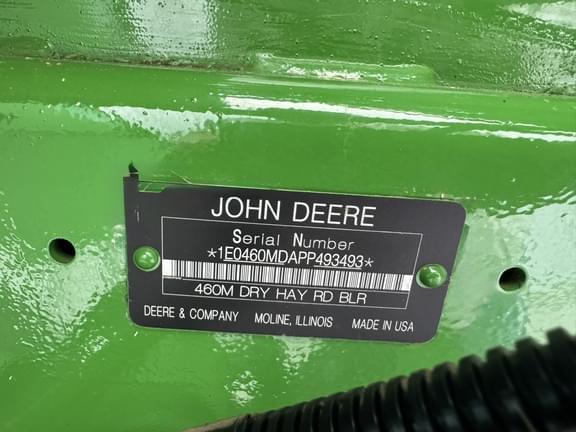 JOHN DEERE
Serial Number
*1E0460MDAPP493493*
460M DRY HAY RD BLR
DEERE & COMPANY MOLINE, ILLINOIS MADE IN USA